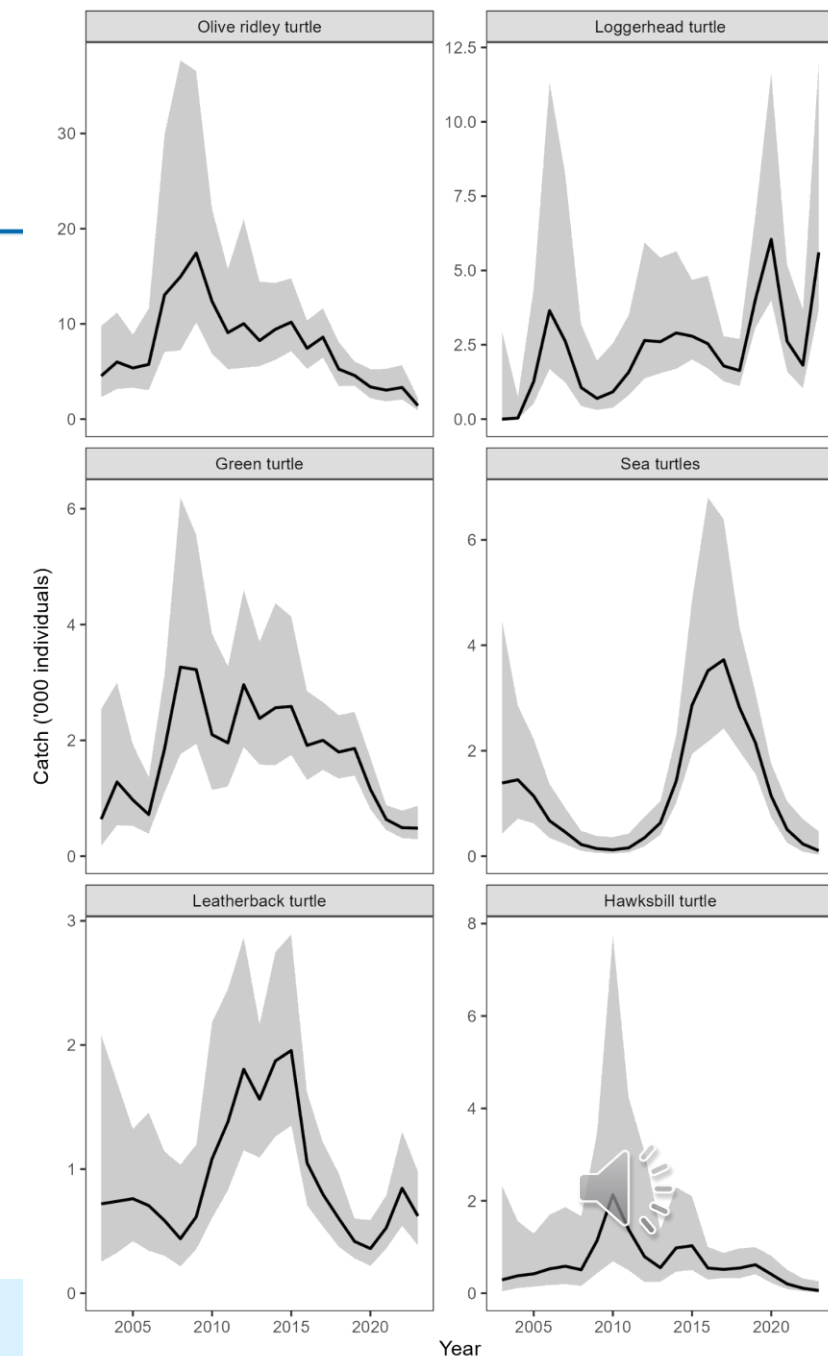 Olive ridley turtle
Loggerhead turtle
30
20
10
0
12.5
10.0
7.5
5.0
2.5
0.0
Green turtle
Sea turtles
6
4
2
0
6
4
2
0
Leatherback turtle
Hawksbill turtle
3
2
1
0
8
6
4
2
0
Catch ('000 individuals)
2005 2010 2015 2020
2005 2010 2015 2020
Year